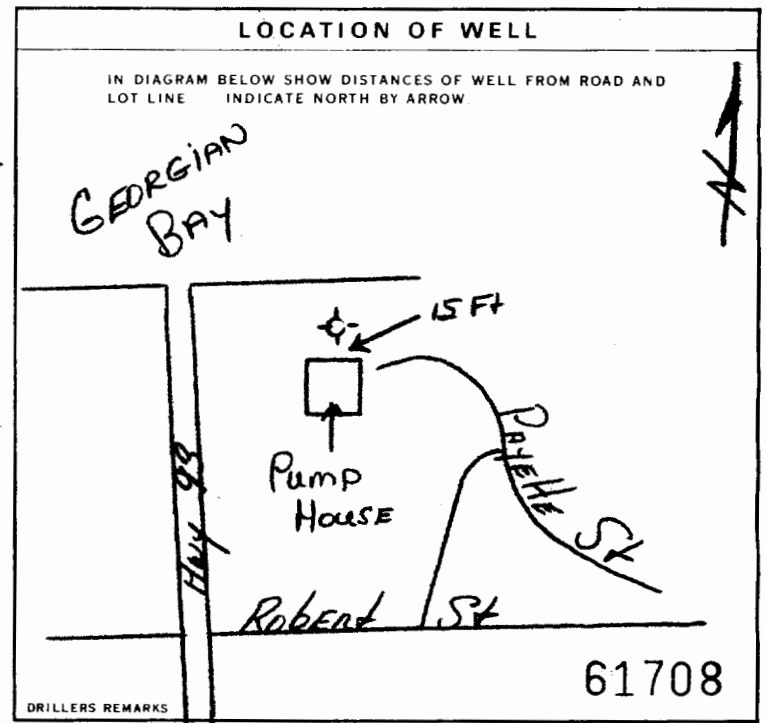 LOCATION OF WELL
IN DIAGRAM BELOW SHOW DISTANCES OF WELL FROM ROAD AND
LOT LINE INDICATE NORTH BY ARROW.
N
GEORGIAN
BAY
15 Ft
Pump
House
Payette St
Hwy 93
Robert St
61708
DRILLERS REMARKS